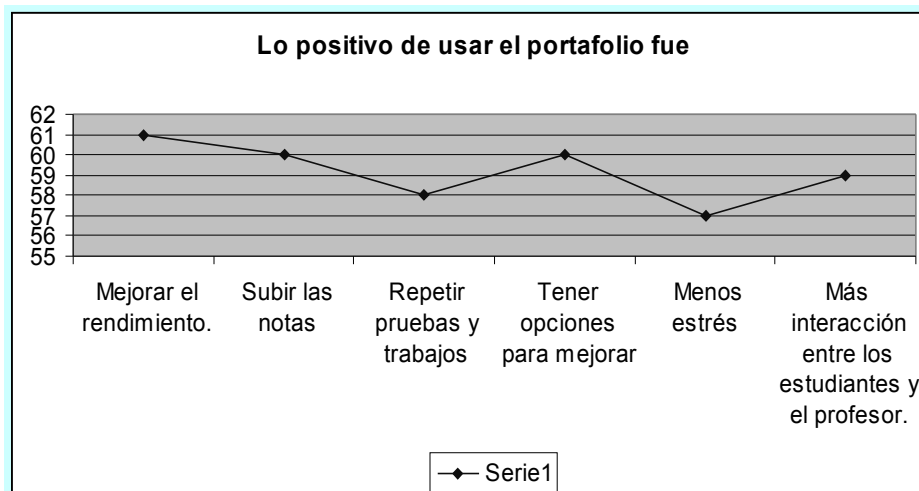 Lo positivo de usar el portafolio fue
62
61
60
59
58
57
56
55
Mejorar el
rendimiento.
Subir las
notas
Repetir
pruebas y
trabajos
Tener
opciones
para mejorar
Menos
estrés
Más
interacción
entre los
estudiantes y
el profesor.
Serie1